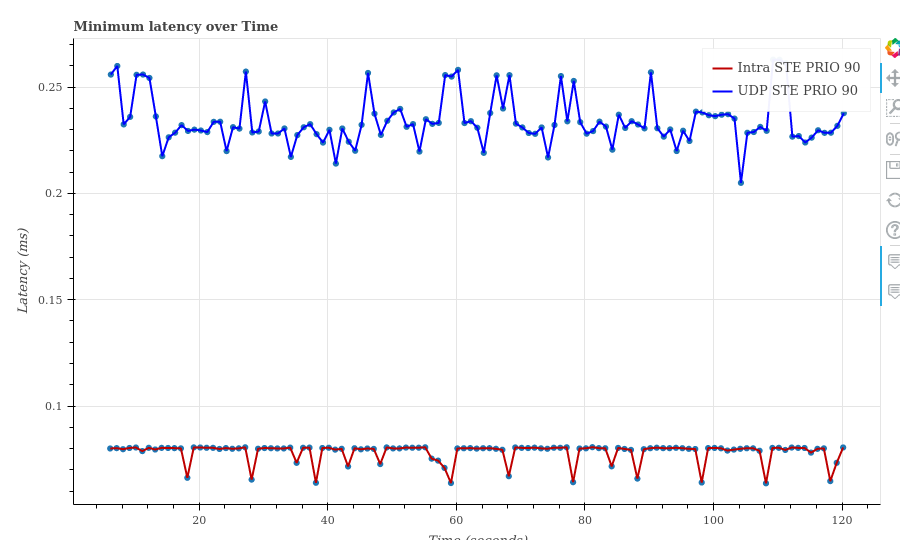 Minimum latency over Time
Intra STE PRIO 90
UDP STE PRIO 90
Latency (ms)
0.25
0.2
0.15
0.1
20
40
60
80
100
120
Time (seconds)